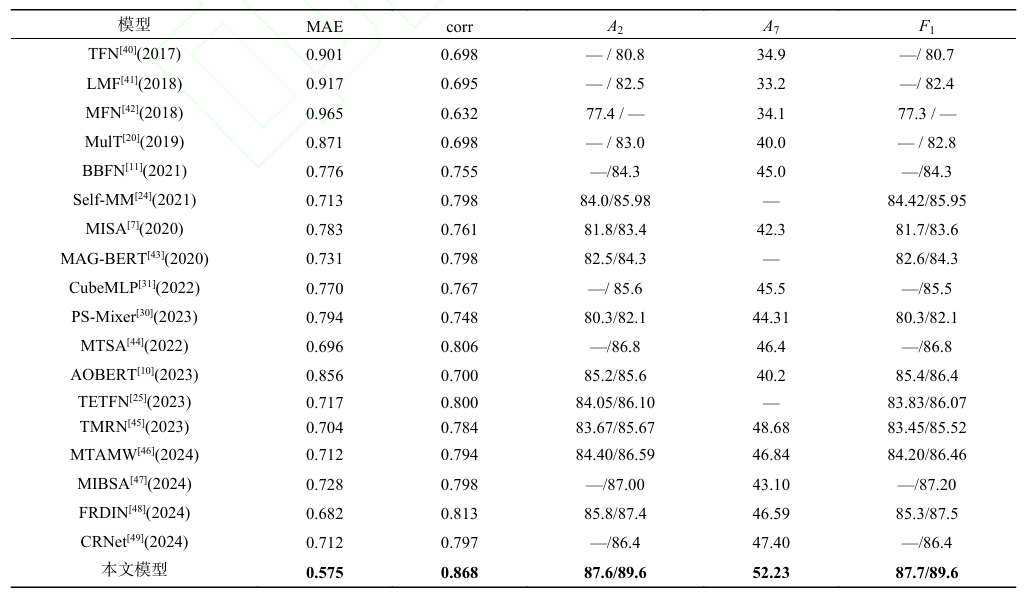 模型 MAE corr A2 A7 F1
TFN[40](2017) 0.901 0.698 — / 80.8 34.9 —/ 80.7
LMF[41](2018) 0.917 0.695 — / 82.5 33.2 —/ 82.4
MFN[42](2018) 0.965 0.632 77.4 / — 34.1 77.3 / —
MulT[20](2019) 0.871 0.698 — / 83.0 40.0 — / 82.8
BBFN[11](2021) 0.776 0.755 —/84.3 45.0 —/84.3
Self-MM[24](2021) 0.713 0.798 84.0/85.98 — 84.42/85.95
MISA[7](2020) 0.783 0.761 81.8/83.4 42.3 81.7/83.6
MAG-BERT[43](2020) 0.731 0.798 82.5/84.3 — 82.6/84.3
CubeMLP[31](2022) 0.770 0.767 —/ 85.6 45.5 —/85.5
PS-Mixer[30](2023) 0.794 0.748 80.3/82.1 44.31 80.3/82.1
MTSA[44](2022) 0.696 0.806 —/86.8 46.4 —/86.8
AOBERT[10](2023) 0.856 0.700 85.2/85.6 40.2 85.4/86.4
TETFN[25](2023) 0.717 0.800 84.05/86.10 — 83.83/86.07
TMRN[45](2023) 0.704 0.784 83.67/85.67 48.68 83.45/85.52
MTAMW[46](2024) 0.712 0.794 84.40/86.59 46.84 84.20/86.46
MIBSA[47](2024) 0.728 0.798 —/87.00 43.10 —/87.20
FRDIN[48](2024) 0.682 0.813 85.8/87.4 46.59 85.3/87.5
CRNet[49](2024) 0.712 0.797 —/86.4 47.40 —/86.4
本文模型 0.575 0.868 87.6/89.6 52.23 87.7/89.6